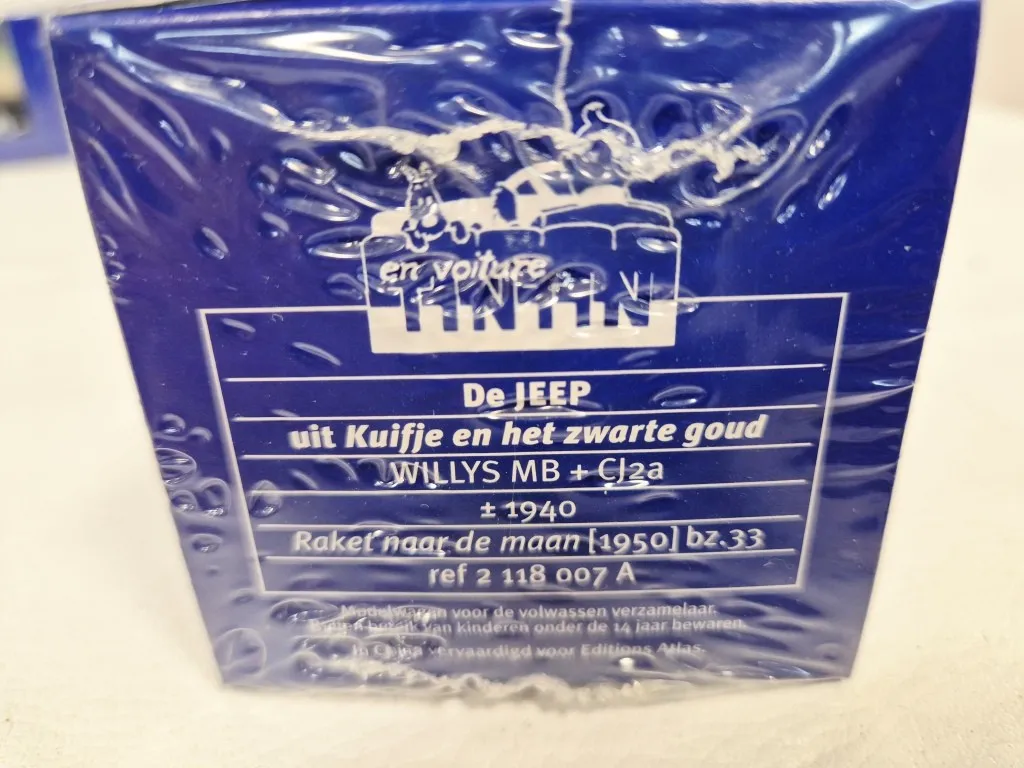 en voiture
TINTIN
De JEEP
uit Kuifje en het zwarte goud
WILLYS MB + CJ2a
± 1940
Raket naar de maan [1950] bz.33
ref 2 118 007 A
Modelwagen voor de volwassen verzamelaar.
Buiten bereik van kinderen onder de 14 jaar bewaren.
In China vervaardigd voor Editions Atlas.